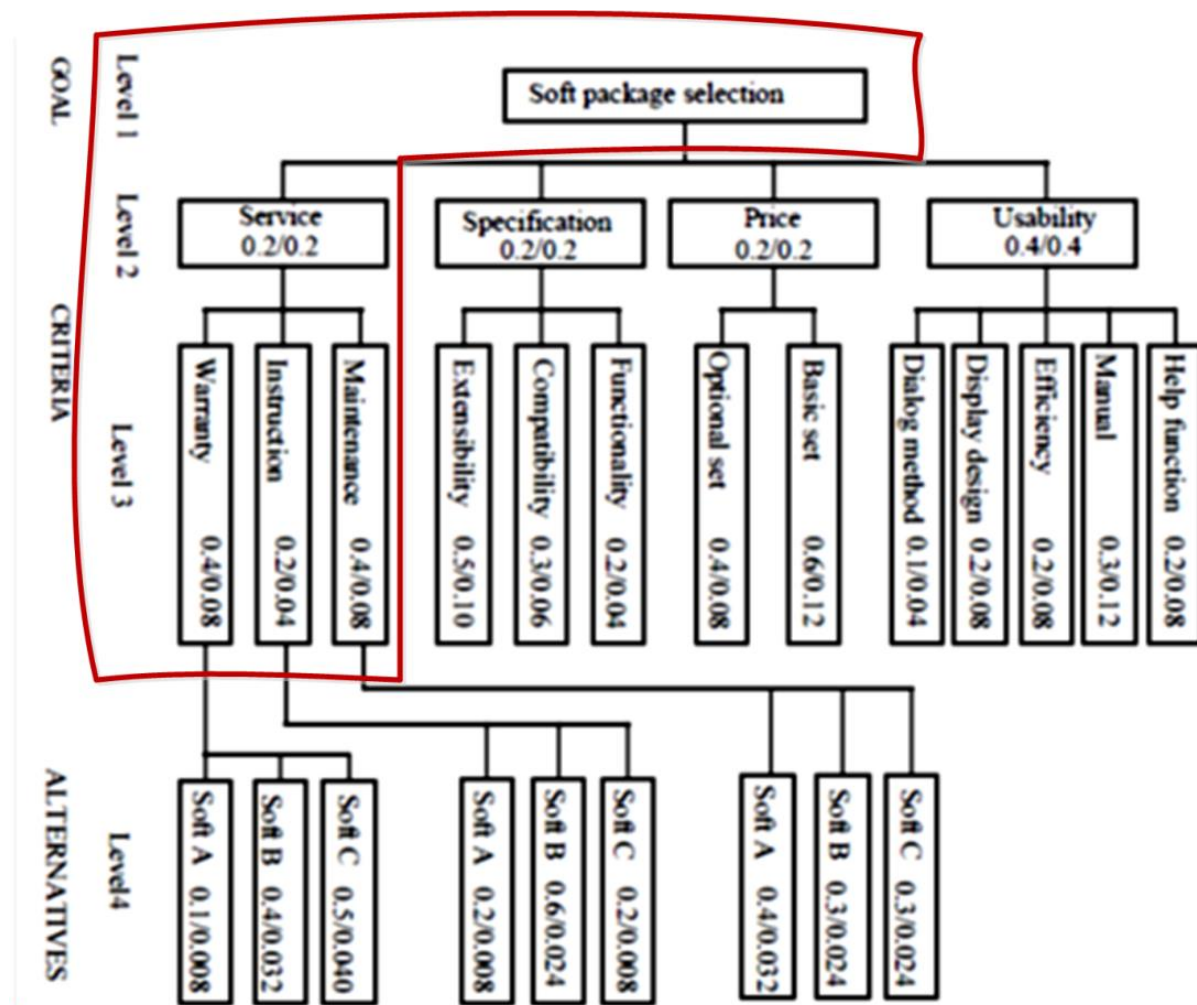 GOAL
Level 1
Soft package selection
Level 2
Service
0.2/0.2
Specification
0.2/0.2
Price
0.2/0.2
Usability
0.4/0.4
CRITERIA
Level 3
Warranty 0.4/0.08
Instruction 0.2/0.04
Maintenance 0.4/0.08
Extensibility 0.5/0.10
Compatibility 0.3/0.06
Functionality 0.2/0.04
Optional set 0.4/0.08
Basic set 0.6/0.12
Dialog method 0.1/0.04
Display design 0.2/0.08
Efficiency 0.2/0.08
Manual 0.3/0.12
Help function 0.2/0.08
ALTERNATIVES
Level4
Soft A 0.1/0.008
Soft B 0.4/0.032
Soft C 0.5/0.040
Soft A 0.2/0.008
Soft B 0.6/0.024
Soft C 0.2/0.008
Soft A 0.4/0.032
Soft B 0.3/0.024
Soft C 0.3/0.024